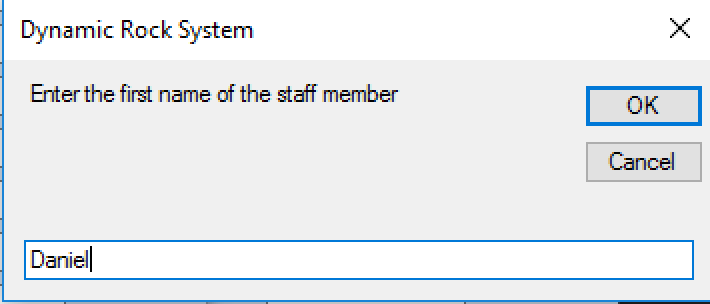 Dynamic Rock System
Enter the first name of the staff member
OK
Cancel
Daniel